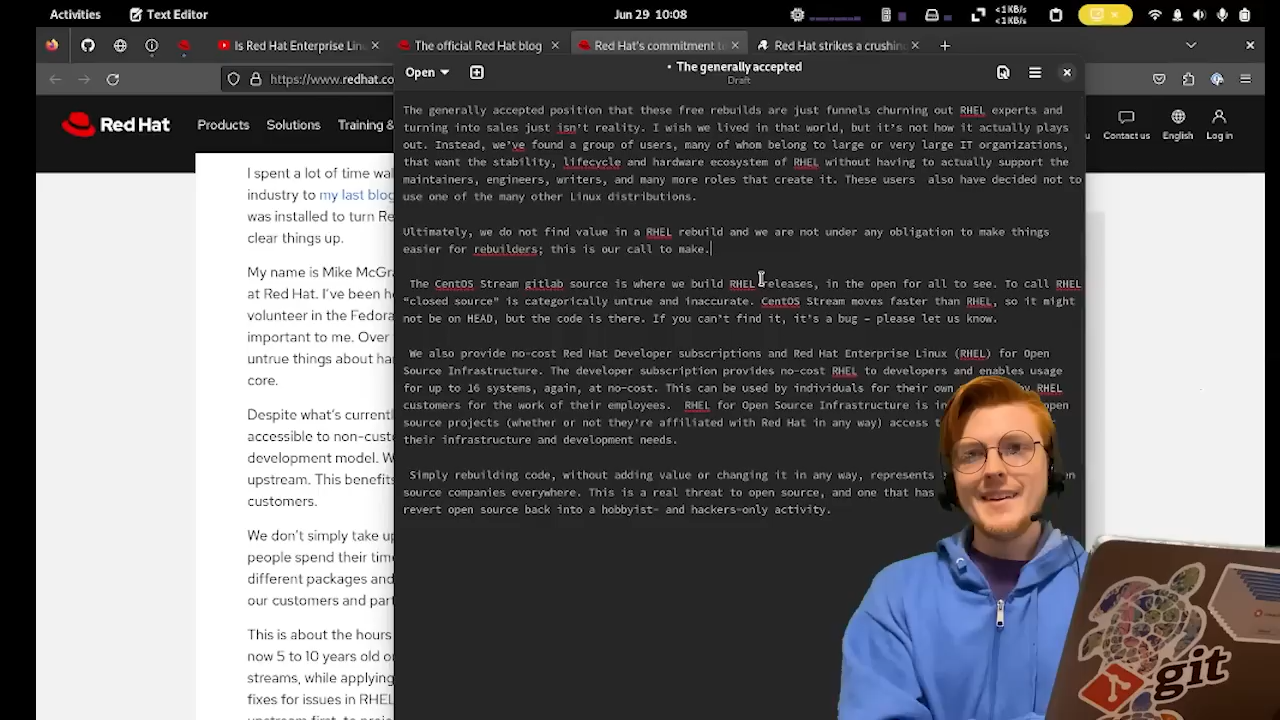 Activities
Text Editor
Jun 29 10:08
<1KB/s
<1KB/s
Is Red Hat Enterprise
The official Red Hat blog
Red Hat's commitment
Red Hat strikes a crushin
https://www.redhat.co
Open
• The generally accepted
Draft
Red Hat
Products
Solutions
Training &
Contact us
English
Log in
I spent a lot of time
industry to my last blog
was installed to turn
clear things up.
My name is Mike
at Red Hat. I've been
volunteer in the
important to me. Over
untrue things about
core.
Despite what's
accessible to
development model.
upstream. This
customers.
We don't simply take
people spend their
different packages and
our customers and
This is about the hours
now 5 to 10 years old
streams, while applying
fixes for issues in RHEL
The generally accepted position that these free rebuilds are just funnels churning out RHEL experts and
turning into sales just isn't reality. I wish we lived in that world, but it's not how it actually plays
out. Instead, we've found a group of users, many of whom belong to large or very large IT organizations,
that want the stability, lifecycle and hardware ecosystem of RHEL without having to actually support the
maintainers, engineers, writers, and many more roles that create it. These users  also have decided not to
use one of the many other Linux distributions.
Ultimately, we do not find value in a RHEL rebuild and we are not under any obligation to make things
easier for rebuilders; this is our call to make.
The CentOS Stream gitlab source is where we build RHEL releases, in the open for all to see. To call RHEL
“closed source” is categorically untrue and inaccurate. CentOS Stream moves faster than RHEL, so it might
not be on HEAD, but the code is there. If you can't find it, it's a bug – please let us know.
We also provide no-cost Red Hat Developer subscriptions and Red Hat Enterprise Linux (RHEL) for Open
Source Infrastructure. The developer subscription provides no-cost RHEL to developers and enables usage
for up to 16 systems, again, at no-cost. This can be used by individuals for their own RHEL
customers for the work of their employees.  RHEL for Open Source Infrastructure is
source projects (whether or not they're affiliated with Red Hat in any way) access
their infrastructure and development needs.
Simply rebuilding code, without adding value or changing it in any way, represents
source companies everywhere. This is a real threat to open source, and one that has
revert open source back into a hobbyist- and hackers-only activity.
git